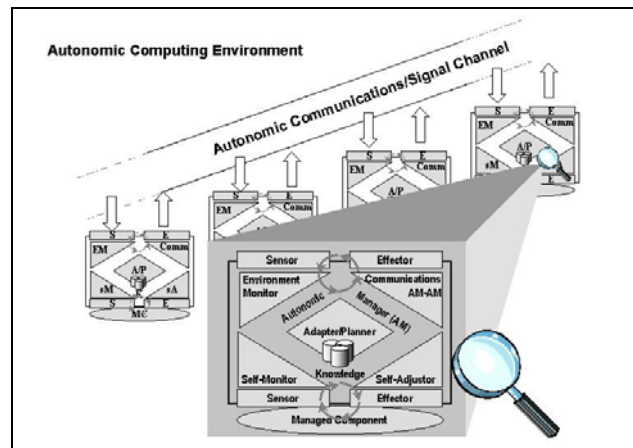 Autonomic Computing Environment
Autonomic Communications/Signal Channel
S E
EM Comm
A/P
sM
S E
EM Comm
A/P
S E
EM Comm
S E
EM Comm
A/P
sM sA
S E
MC
Sensor Effector
Environment Monitor
Communications AM-AM
Autonomic Manager (AM)
Adapter/Planner
Knowledge
Self-Monitor Self-Adjustor
Sensor Effector
Managed Component